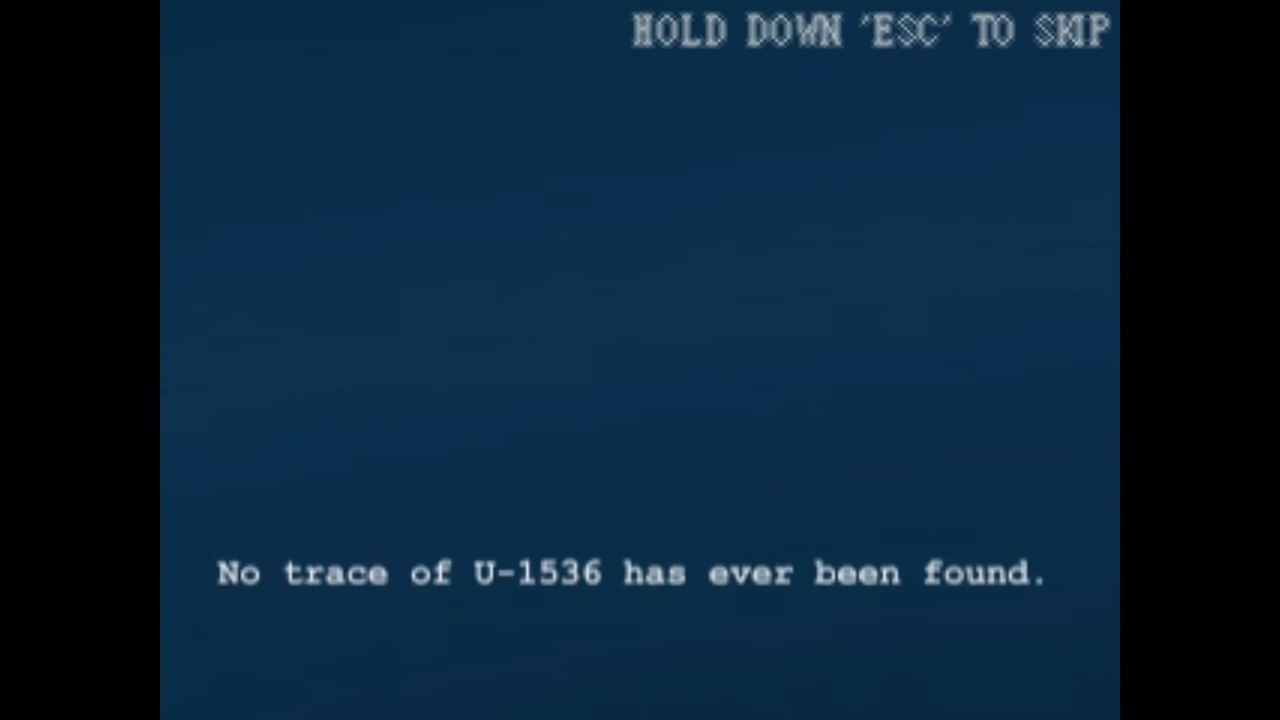 HOLD DOWN 'ESC' TO SKIP
No trace of U-1536 has ever been found.